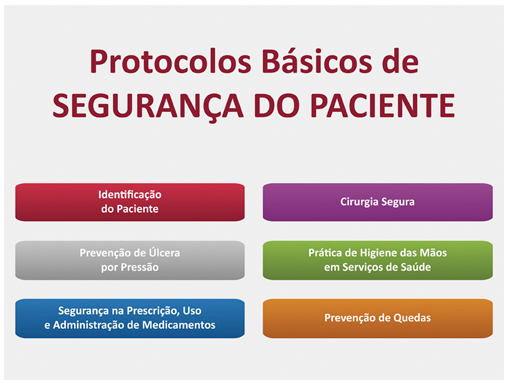 Protocolos Básicos de
SEGURANÇA DO PACIENTE
Identificação
do Paciente
Cirurgia Segura
Prevenção de Úlcera
por Pressão
Prática de Higiene das Mãos
em Serviços de Saúde
Segurança na Prescrição, Uso
e Administração de Medicamentos
Prevenção de Quedas